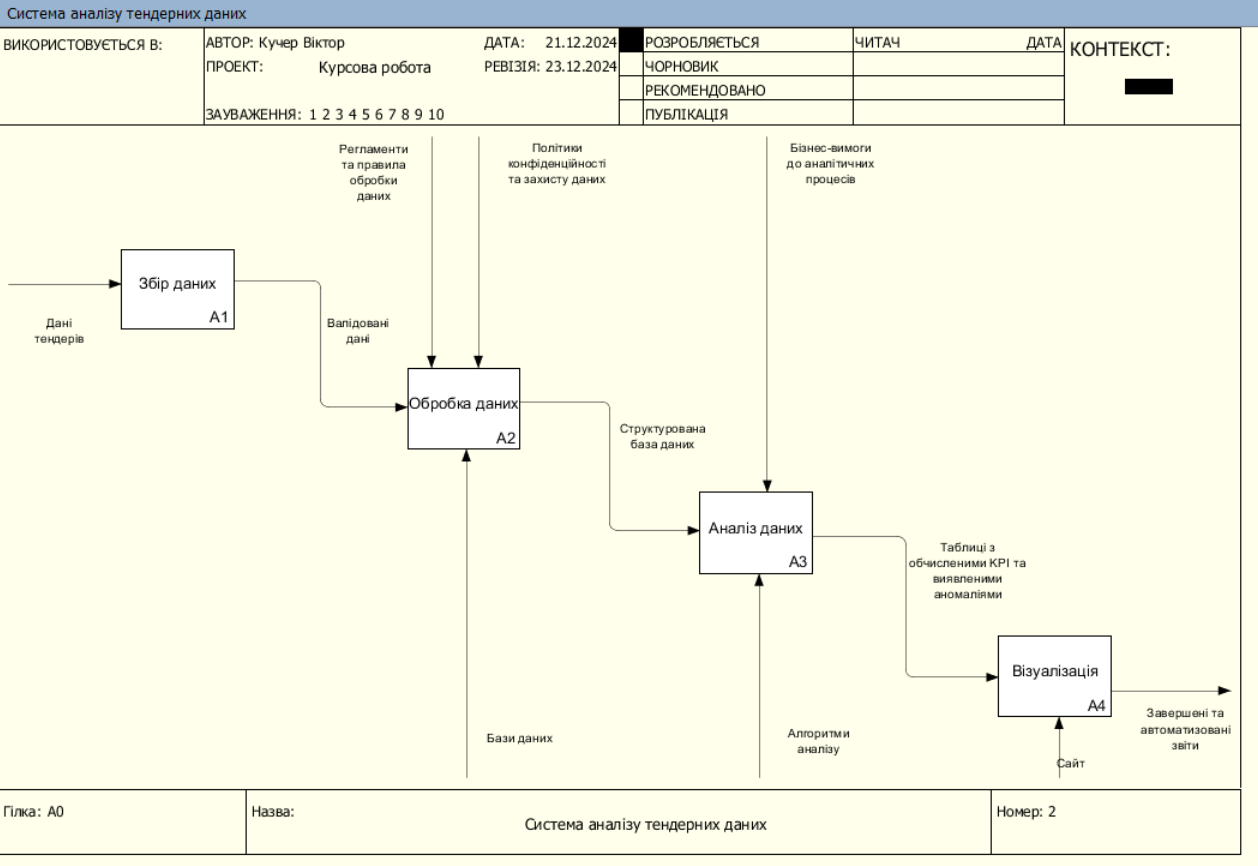 Система аналізу тендерних даних
ВИКОРИСТОВУЄТЬСЯ В:
АВТОР: Кучер Віктор
ДАТА: 21.12.2024
ПРОЕКТ: Курсова робота
РЕВІЗІЯ: 23.12.2024
ЗАУВАЖЕННЯ: 1 2 3 4 5 6 7 8 9 10
РОЗРОБЛЯЄТЬСЯ
ЧОРНОВИК
РЕКОМЕНДОВАНО
ПУБЛІКАЦІЯ
ЧИТАЧ
ДАТА
КОНТЕКСТ:
Регламенти
та правила
обробки
даних
Політики
конфіденційності
та захисту даних
Бізнес-вимоги
до аналітичних
процесів
Збір даних
A1
Дані
тендерів
Валідовані
дані
Обробка даних
A2
Структурована
база даних
Аналіз даних
A3
Таблиці з
обчисленими KPI та
виявленими
аномаліями
Візуалізація
A4
Завершені та
автоматизовані
звіти
Бази даних
Алгоритми
аналізу
Сайт
Гілка: A0
Назва:
Система аналізу тендерних даних
Номер: 2